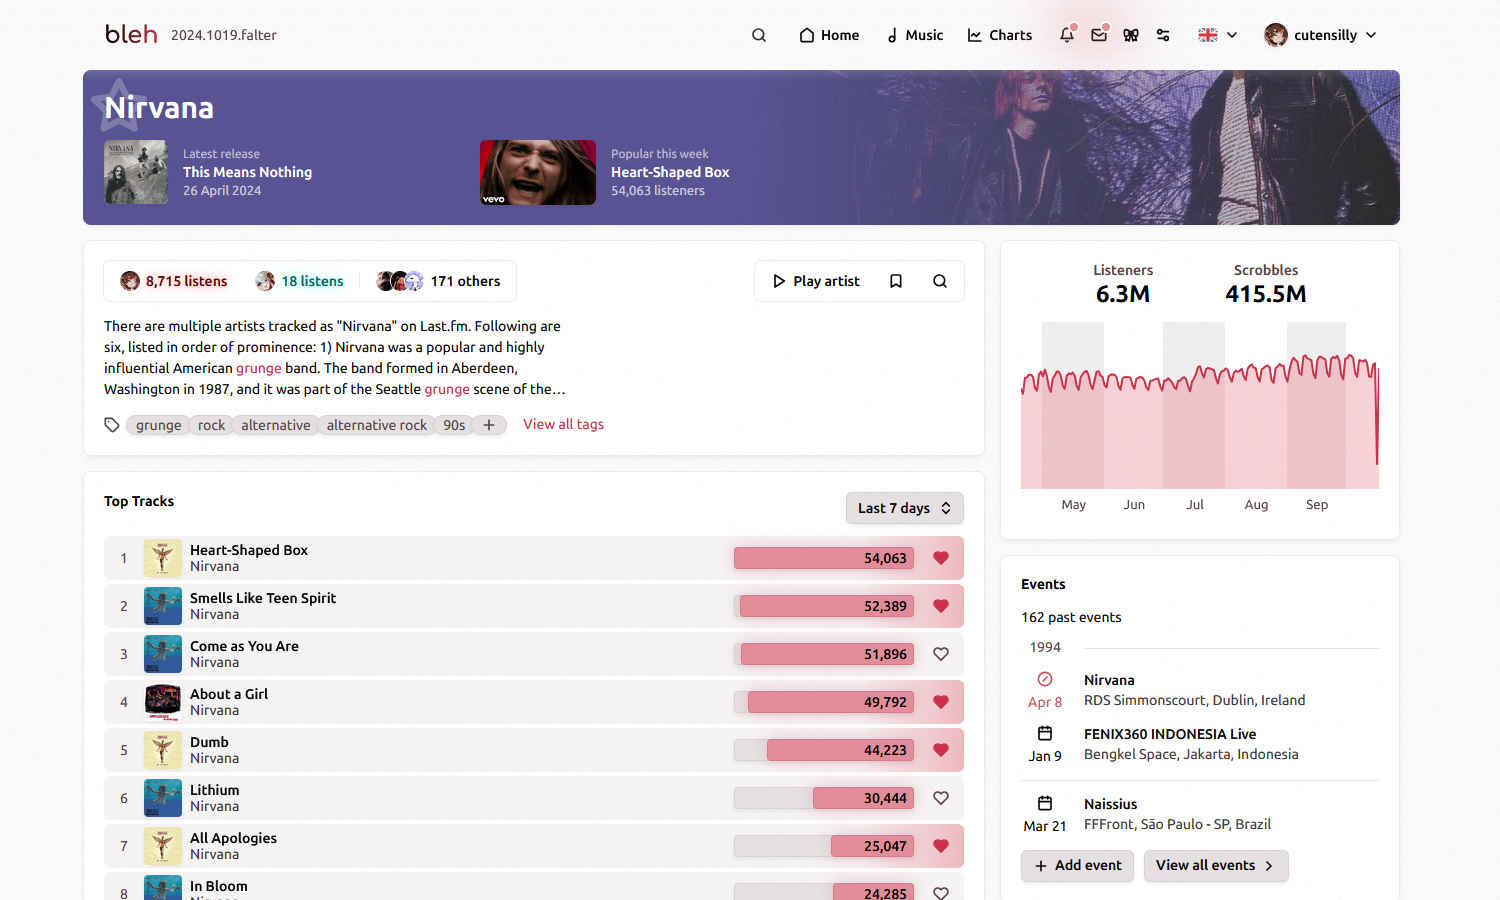 bleh 2024.1019.falter
Home Music Charts cutensilly
Nirvana
NIRVANA
Latest release
This Means Nothing
26 April 2024
vevo
Popular this week
Heart-Shaped Box
54,063 listeners
8,715 listens 18 listens 171 others
Play artist
There are multiple artists tracked as "Nirvana" on Last.fm. Following are
six, listed in order of prominence: 1) Nirvana was a popular and highly
influential American grunge band. The band formed in Aberdeen,
Washington in 1987, and it was part of the Seattle grunge scene of the…
grunge rock alternative alternative rock 90s + View all tags
Top Tracks
Last 7 days
1 Heart-Shaped Box 54,063
Nirvana
2 Smells Like Teen Spirit 52,389
Nirvana
3 Come as You Are 51,896
Nirvana
4 About a Girl 49,792
Nirvana
5 Dumb 44,223
Nirvana
6 Lithium 30,444
Nirvana
7 All Apologies 25,047
Nirvana
8 In Bloom 24,285
Nirvana
Listeners
6.3M
Scrobbles
415.5M
May Jun Jul Aug Sep
Events
162 past events
1994
Nirvana
Apr 8 RDS Simmonscourt, Dublin, Ireland
FENIX360 INDONESIA Live
Jan 9 Bengkel Space, Jakarta, Indonesia
Naissius
Mar 21 FFFront, São Paulo - SP, Brazil
+ Add event View all events